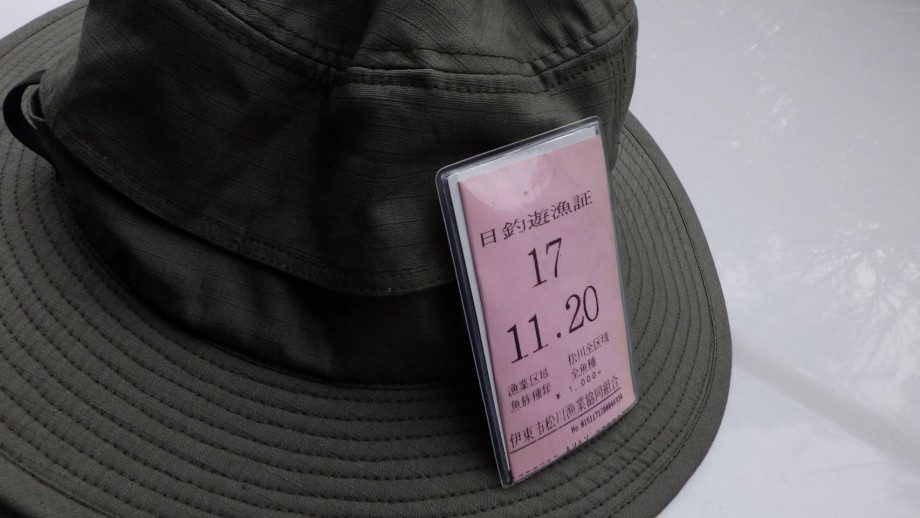 日釣遊漁証
17
11.20
漁業区域 松川全区域
魚族種類 全魚種
¥ 1,000-
伊東市松川漁業協同組合